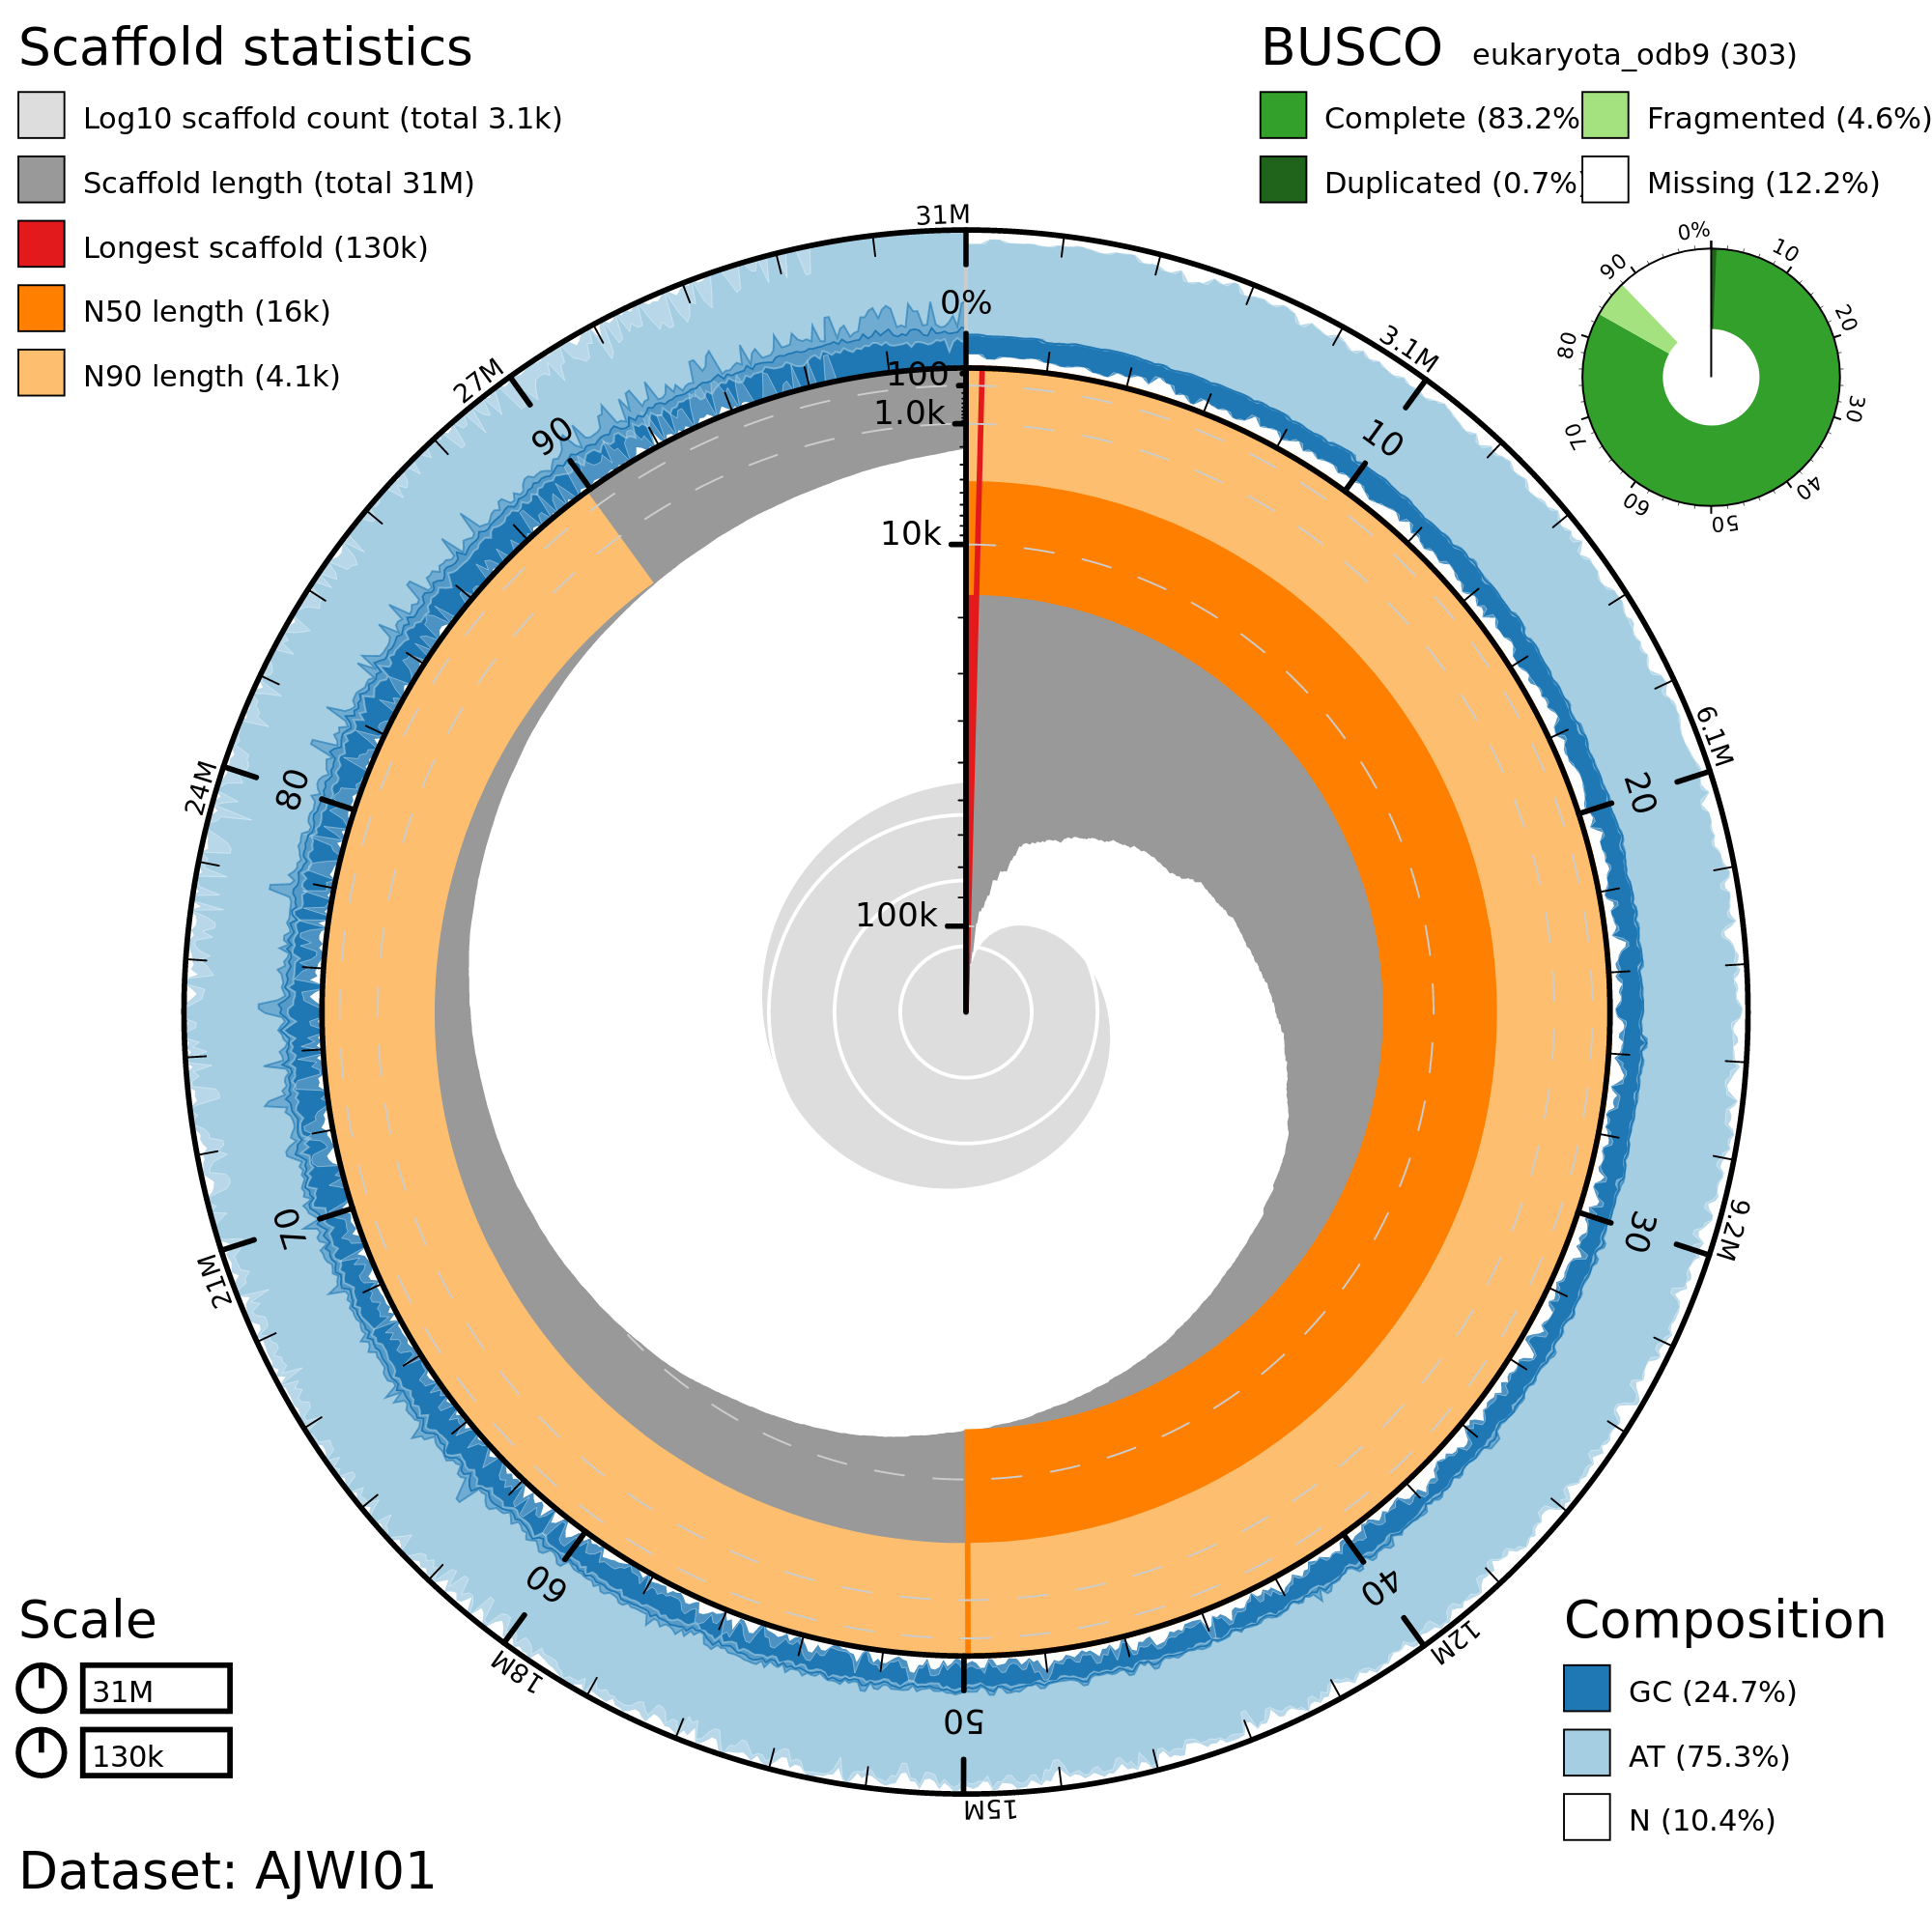 Scaffold statistics
Log10 scaffold count (total 3.1k)
Scaffold length (total 31M)
Longest scaffold (130k)
N50 length (16k)
N90 length (4.1k)
BUSCO eukaryota_odb9 (303)
Complete (83.2%
Fragmented (4.6%)
Duplicated (0.7%)
Missing (12.2%)
0%
10
20
30
40
50
60
70
80
90
31M
3.1M
6.1M
9.2M
12M
15M
18M
21M
24M
27M
0%
10
20
30
40
50
60
70
80
90
100
1.0k
10k
100k
Scale
31M
130k
Composition
GC (24.7%)
AT (75.3%)
N (10.4%)
Dataset: AJWI01